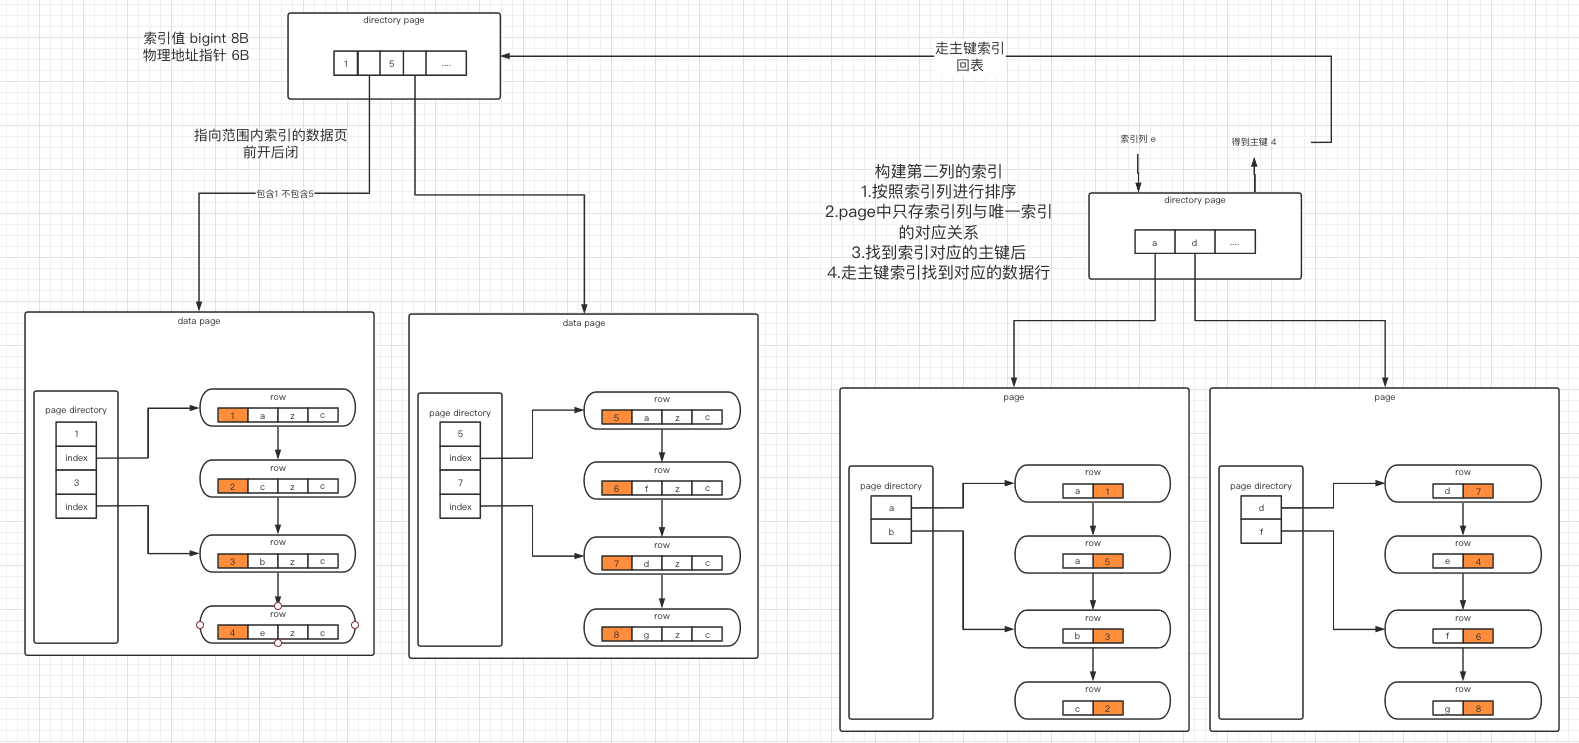 索引值 bigint 8B
物理地址指针 6B
directory page
1
5
....
走主键索引
回表
指向范围内索引的数据页
前开后闭
包含1 不包含5
索引列 e
得到主键 4
构建第二列的索引
1.按照索引列进行排序
2.page中只存索引列与唯一索引
的对应关系
3.找到索引对应的主键后
4.走主键索引找到对应的数据行
directory page
a
d
....
data page
page directory
1
index
3
index
row
1 a z c
row
2 c z c
row
3 b z c
row
4 e z c
data page
page directory
5
index
7
index
row
5 a z c
row
6 f z c
row
7 d z c
row
8 g z c
page
page directory
a
b
row
a 1
row
a 5
row
b 3
row
c 2
page
page directory
d
f
row
d 7
row
e 4
row
f 6
row
g 8